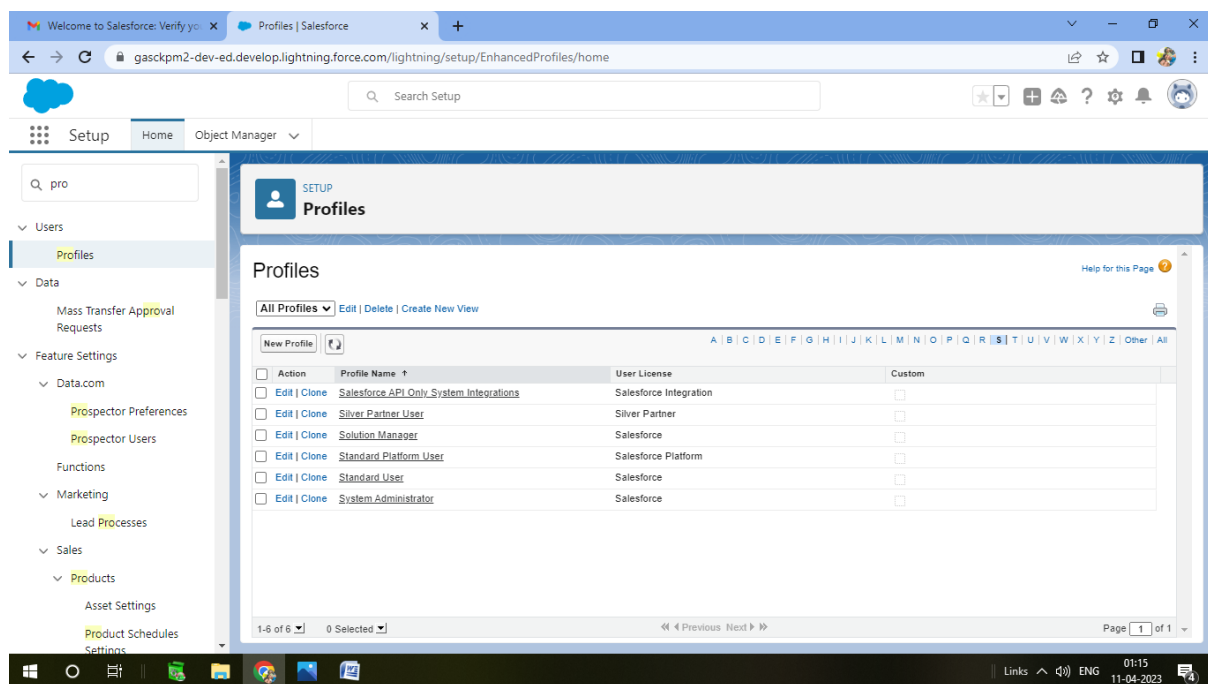 Welcome to Salesforce: Verify yo
Profiles | Salesforce
gasckpm2-dev-ed.develop.lightning.force.com/lightning/setup/EnhancedProfiles/home
Search Setup
Setup
Home
Object Manager
pro
Users
Profiles
Data
Mass Transfer Approval
Requests
Feature Settings
Data.com
Prospector Preferences
Prospector Users
Functions
Marketing
Lead Processes
Sales
Products
Asset Settings
Product Schedules
Settings
SETUP
Profiles
Profiles
Help for this Page
All Profiles Edit | Delete | Create New View
New Profile
A | B | C | D | E | F | G | H | I | J | K | L | M | N | O | P | Q | R | S | T | U | V | W | X | Y | Z | Other | All
Action Profile Name User License Custom
Edit | Clone Salesforce API Only System Integrations Salesforce Integration
Edit | Clone Silver Partner User Silver Partner
Edit | Clone Solution Manager Salesforce
Edit | Clone Standard Platform User Salesforce Platform
Edit | Clone Standard User Salesforce
Edit | Clone System Administrator Salesforce
1-6 of 6 0 Selected Previous Next Page 1 of 1
Links ENG 01:15
11-04-2023
4